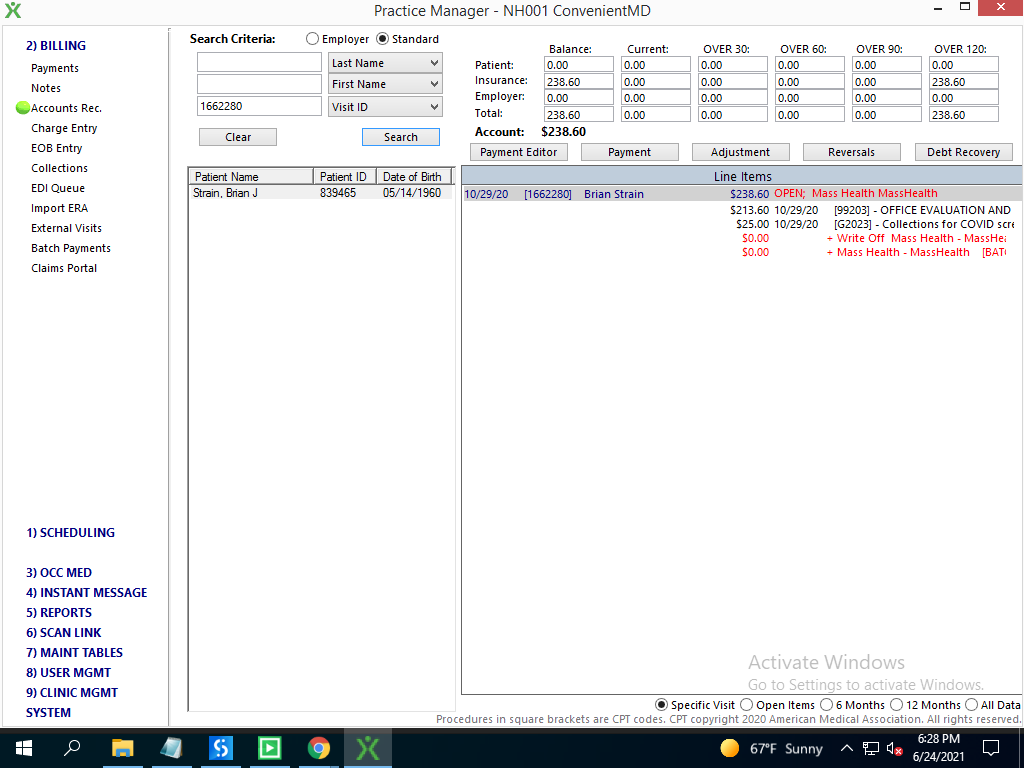 Practice Manager - NH001 ConvenientMD
2) BILLING
Payments
Notes
Accounts Rec.
Charge Entry
EOB Entry
Collections
EDI Queue
Import ERA
External Visits
Batch Payments
Claims Portal
1) SCHEDULING
3) OCC MED
4) INSTANT MESSAGE
5) REPORTS
6) SCAN LINK
7) MAINT TABLES
8) USER MGMT
9) CLINIC MGMT
SYSTEM
Search Criteria: Employer Standard
Last Name
First Name
1662280 Visit ID
Clear Search
Patient Name Patient ID Date of Birth
Strain, Brian J 839465 05/14/1960
Balance: Current: OVER 30: OVER 60: OVER 90: OVER 120:
Patient: 0.00 0.00 0.00 0.00 0.00 0.00
Insurance: 238.60 0.00 0.00 0.00 0.00 238.60
Employer: 0.00 0.00 0.00 0.00 0.00 0.00
Total: 238.60 0.00 0.00 0.00 0.00 238.60
Account: $238.60
Payment Editor Payment Adjustment Reversals Debt Recovery
Line Items
10/29/20 [1662280] Brian Strain $238.60 OPEN; Mass Health MassHealth
$213.60 10/29/20 [99203] - OFFICE EVALUATION AND
$25.00 10/29/20 [G2023] - Collections for COVID scre
$0.00 + Write Off Mass Health - MassHea
$0.00 + Mass Health - MassHealth [BAT
Activate Windows
Go to Settings to activate Windows.
Specific Visit Open Items 6 Months 12 Months All Data
Procedures in square brackets are CPT codes. CPT copyright 2020 American Medical Association. All rights reserved.
67°F Sunny
6:28 PM
6/24/2021